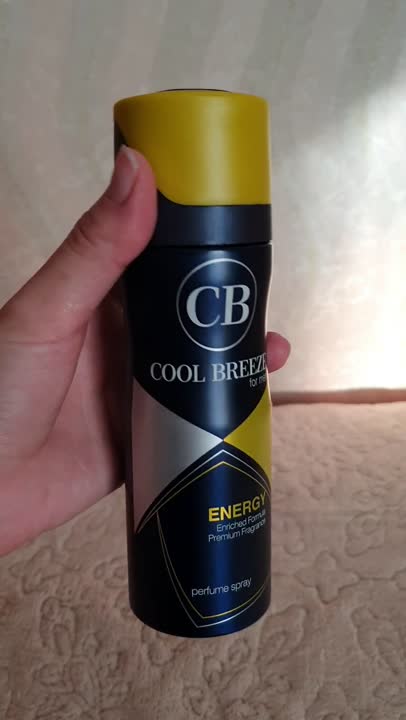 CB
COOL BREEZE
for men
ENERGY
Enriched Formula
Premium Fragrance
perfume spray